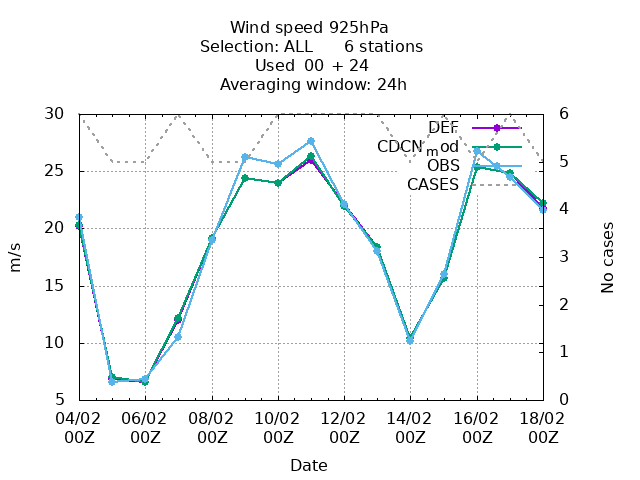 Wind speed 925hPa
Selection: ALL 6 stations
Used 00 + 24
Averaging window: 24h
30 6
DEF
CDCN_mod
25 OBS 5
CASES
20 4
m/s No cases
3
15
2
10
1
5 0
04/02 06/02 08/02 10/02 12/02 14/02 16/02 18/02
00Z 00Z 00Z 00Z 00Z 00Z 00Z 00Z
Date